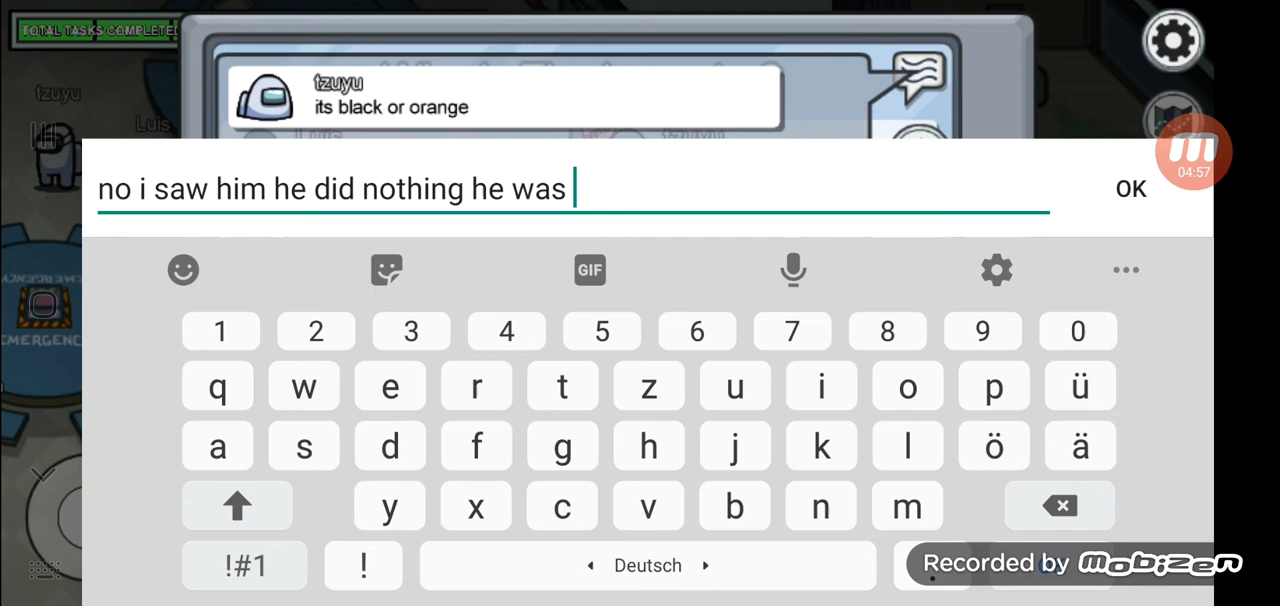 TOTAL TASKS COMPLETED
tzuyu
its black or orange
tzuyu
Luis
Luis
tzuyu
no i saw him he did nothing he was
OK
04:57
GIF
1 2 3 4 5 6 7 8 9 0
q w e r t z u i o p ü
a s d f g h j k l ö ä
y x c v b n m
!#1 ! Deutsch .
EMERGENCY
Recorded by mobizen